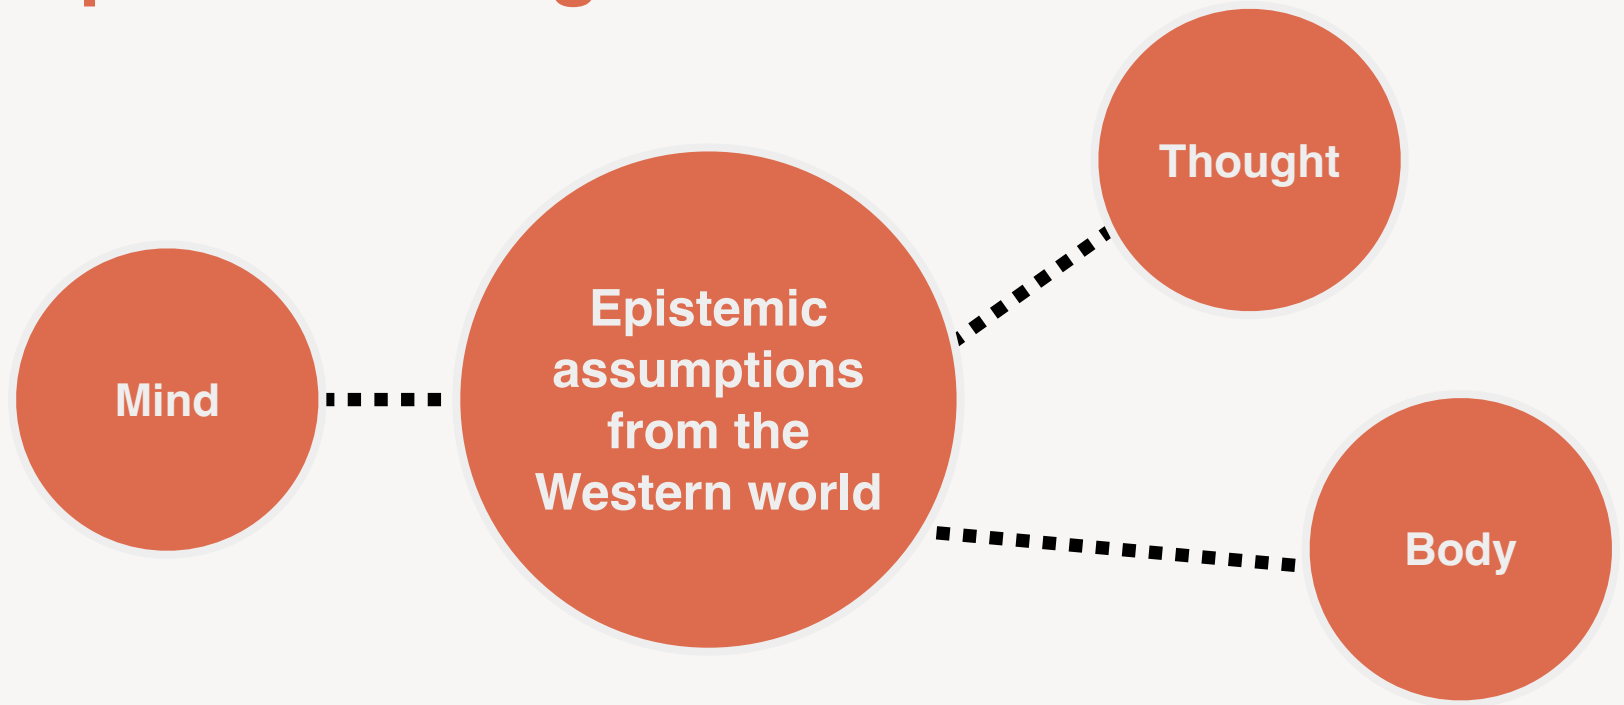 Thought
Mind
Epistemic
assumptions
from the
Western world
Body